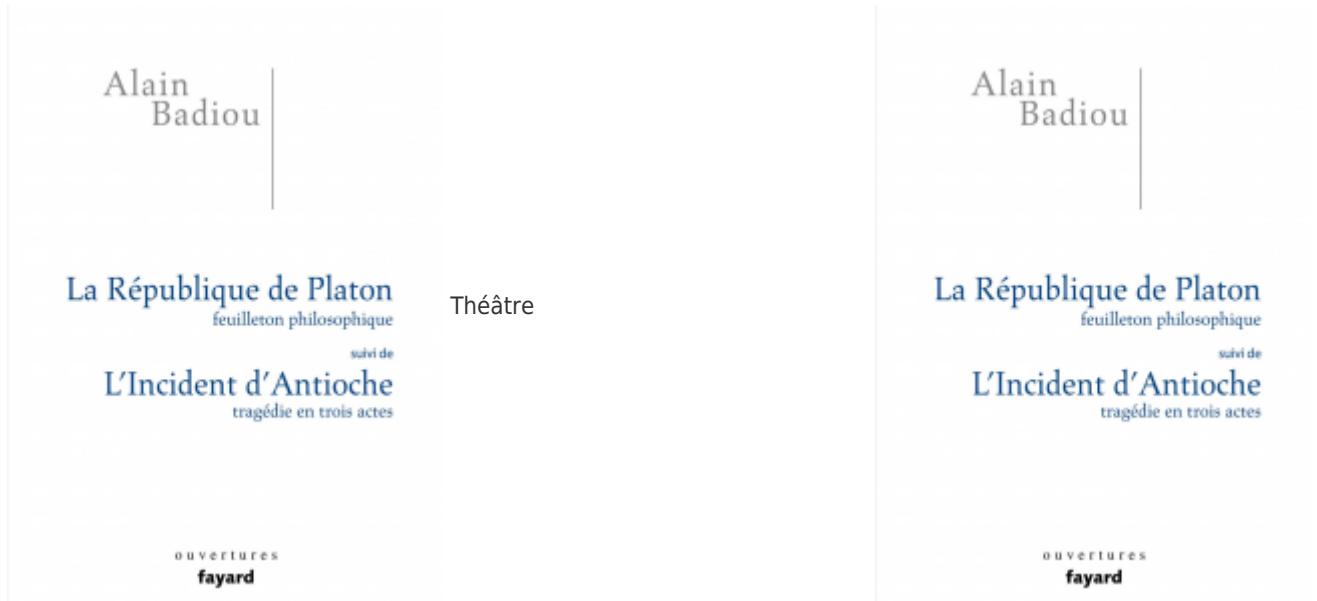 Alain
Badiou
La République de Platon
feuilleton philosophique
suivi de
L'Incident d'Antioche
tragédie en trois actes
ouvertures
fayard
Théâtre
Alain
Badiou
La République de Platon
feuilleton philosophique
suivi de
L'Incident d'Antioche
tragédie en trois actes
ouvertures
fayard